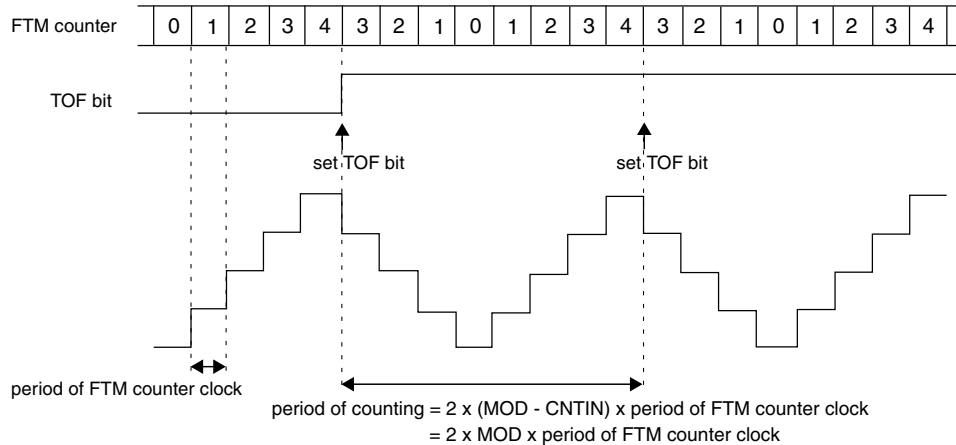 FTM counter 0 1 2 3 4 3 2 1 0 1 2 3 4 3 2 1 0 1 2 3 4
TOF bit
set TOF bit set TOF bit
period of FTM counter clock
period of counting = 2 x (MOD - CNTIN) x period of FTM counter clock
= 2 x MOD x period of FTM counter clock